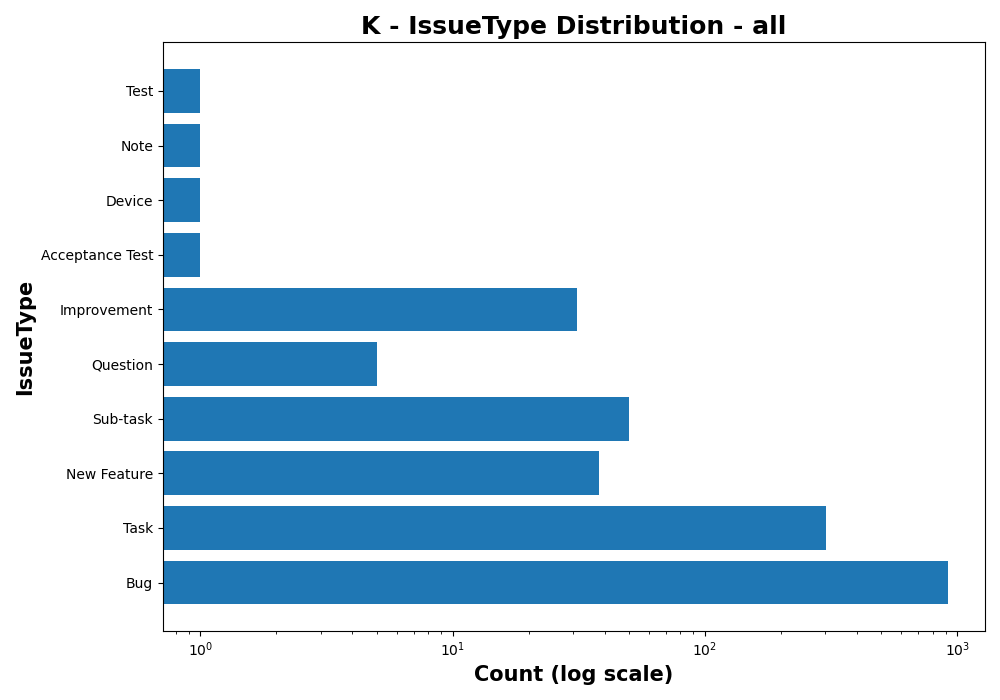 K - IssueType Distribution - all
Test
Note
Device
Acceptance Test
Improvement
Question
Sub-task
New Feature
Task
Bug
IssueType
10⁰ 10¹ 10² 10³
Count (log scale)